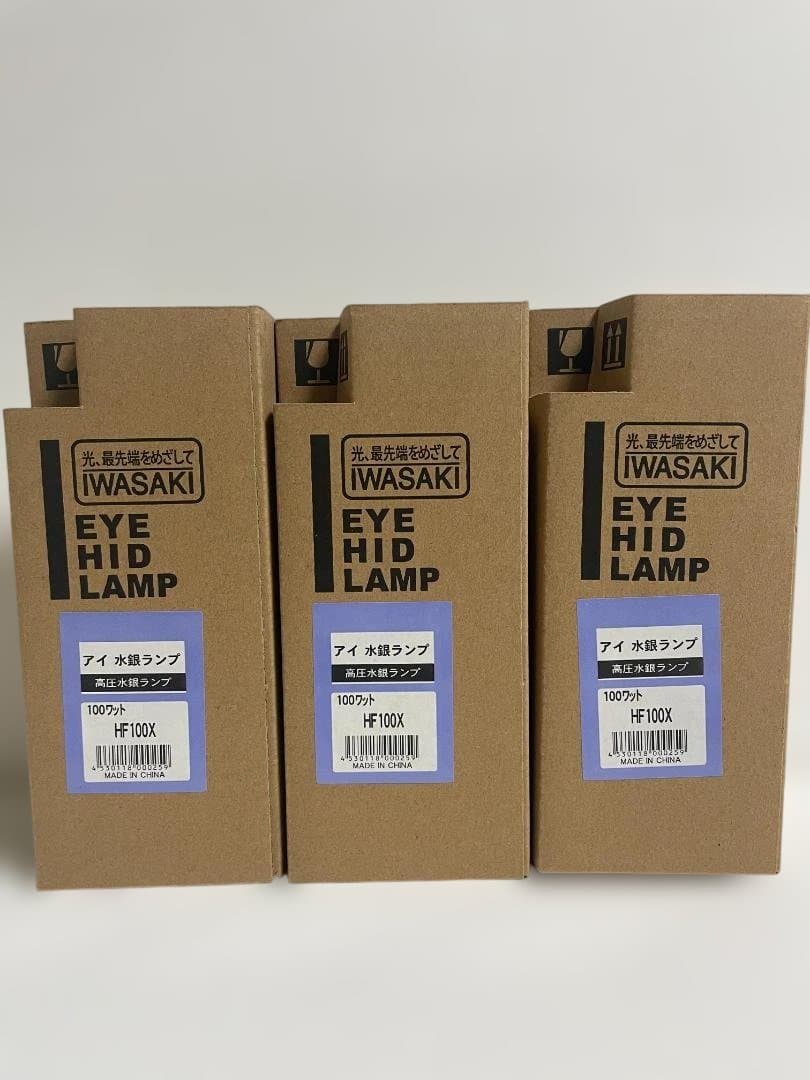 光、最先端をめざして
IWASAKI
EYE
HID
LAMP
アイ 水銀ランプ
高圧水銀ランプ
100ワット
HF100X
4530118000259
MADE IN CHINA
光、最先端をめざして
IWASAKI
EYE
HID
LAMP
アイ 水銀ランプ
高圧水銀ランプ
100ワット
HF100X
4530118000259
MADE IN CHINA
光、最先端をめざして
IWASAKI
EYE
HID
LAMP
アイ 水銀ランプ
高圧水銀ランプ
100ワット
HF100X
4530118000259
MADE IN CHINA